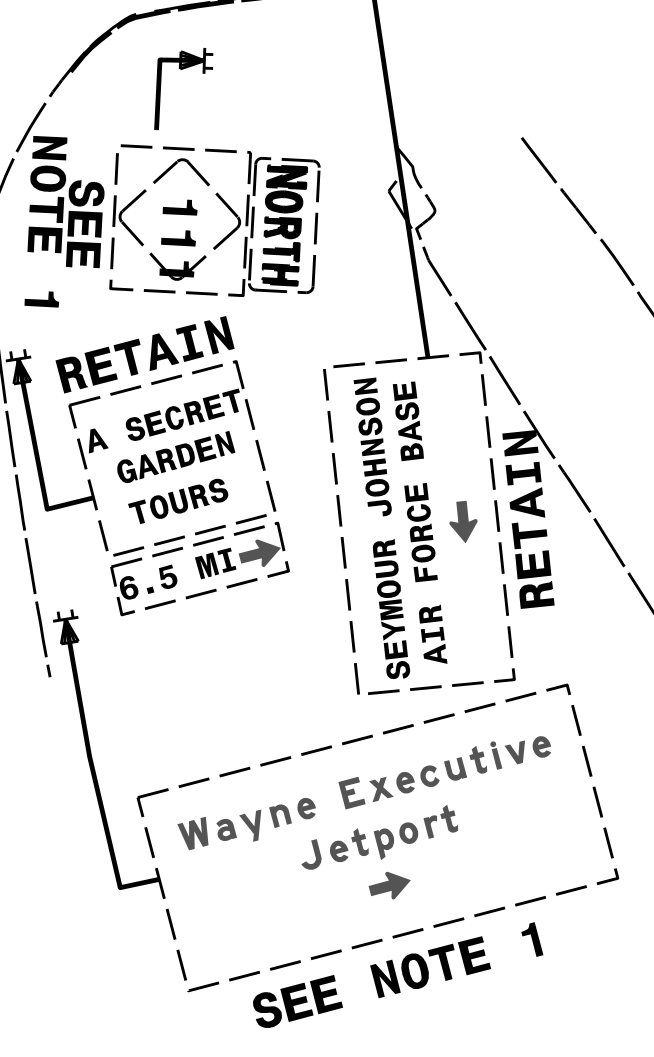 SEE
NOTE 1
NORTH
111
RETAIN
A SECRET
GARDEN
TOURS
6.5 MI
SEYMOUR JOHNSON
AIR FORCE BASE
RETAIN
Wayne Executive
Jetport
SEE NOTE 1